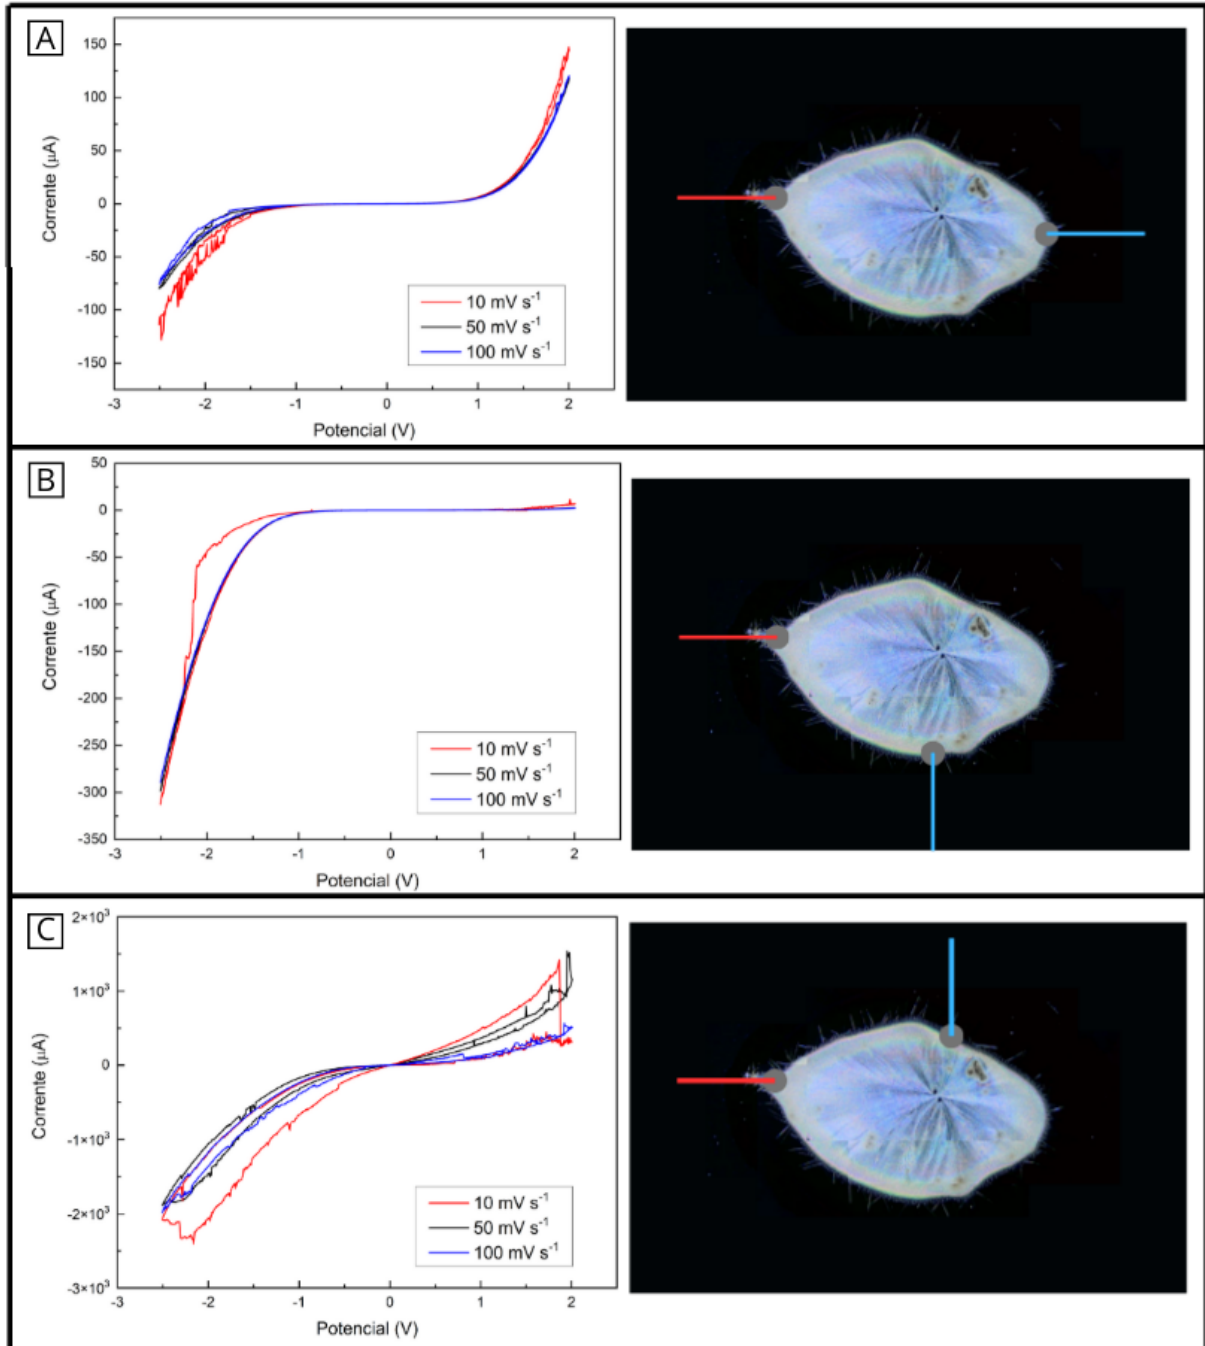 A
150
100
50
0
-50
-100
-150
Corrente (µA)
10 mV s⁻¹
50 mV s⁻¹
100 mV s⁻¹
-3 -2 -1 0 1 2
Potencial (V)
B
50
0
-50
-100
-150
-200
-250
-300
-350
Corrente (µA)
10 mV s⁻¹
50 mV s⁻¹
100 mV s⁻¹
-3 -2 -1 0 1 2
Potencial (V)
C
2×10³
1×10³
0
-1×10³
-2×10³
-3×10³
Corrente (µA)
10 mV s⁻¹
50 mV s⁻¹
100 mV s⁻¹
-3 -2 -1 0 1 2
Potencial (V)